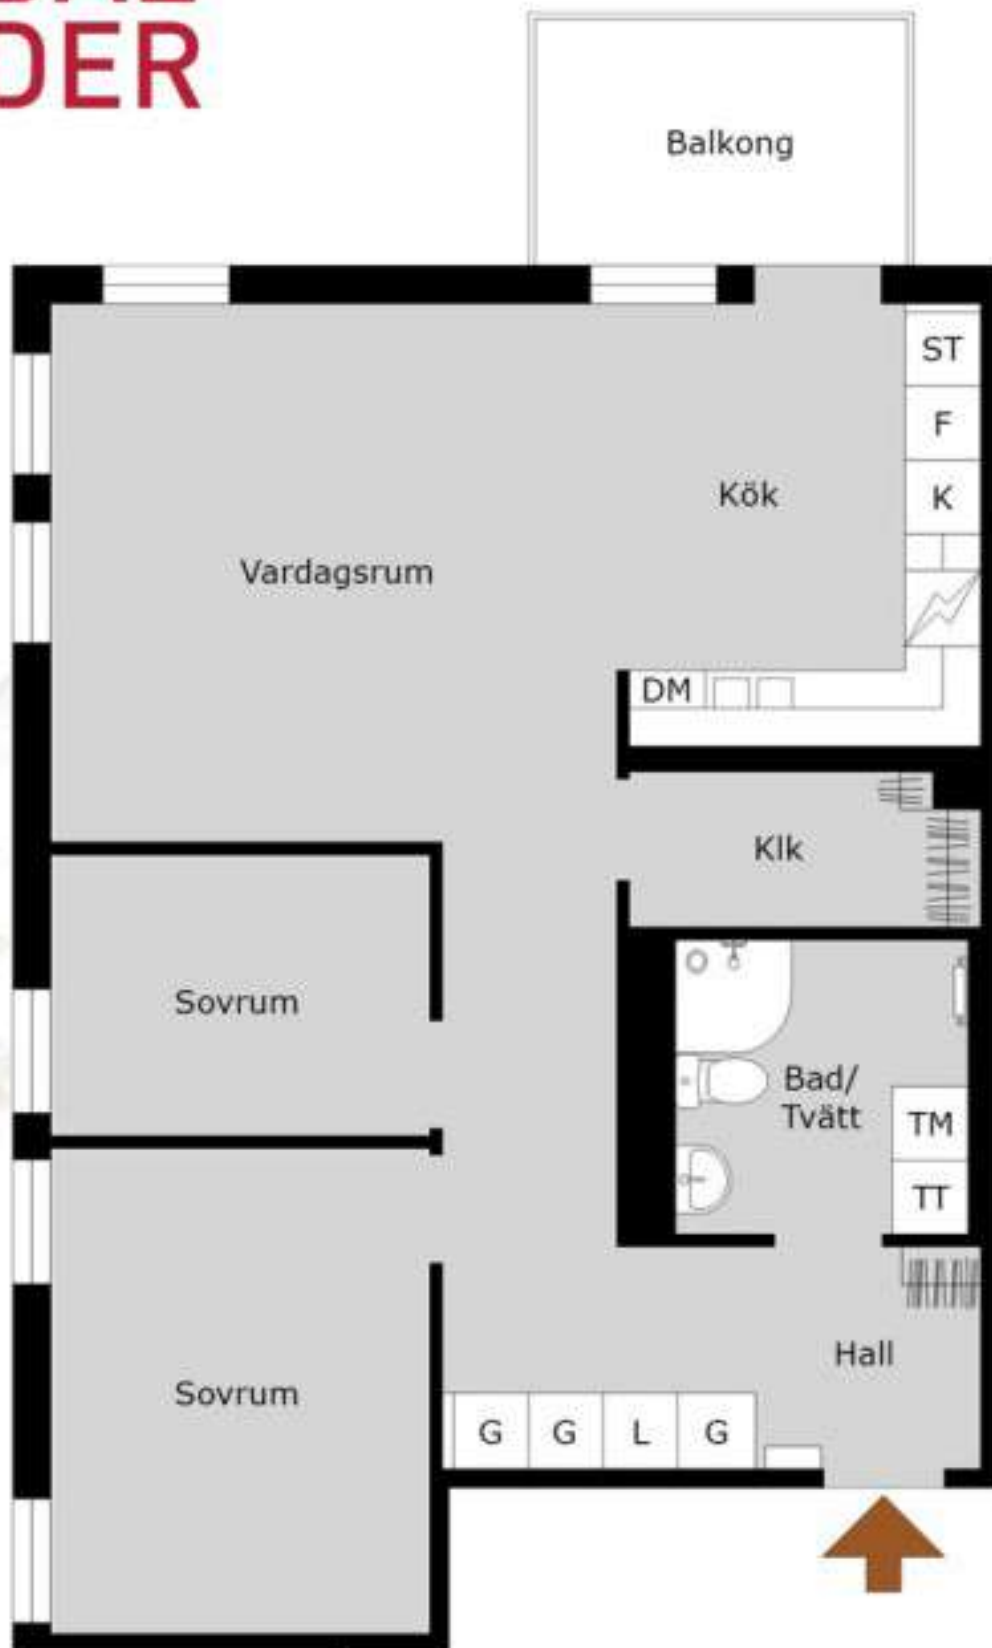 DER
Balkong
ST
F
Kök
K
Vardagsrum
DM
Klk
Sovrum
Bad/
Tvätt
TM
TT
Hall
Sovrum
G G L G